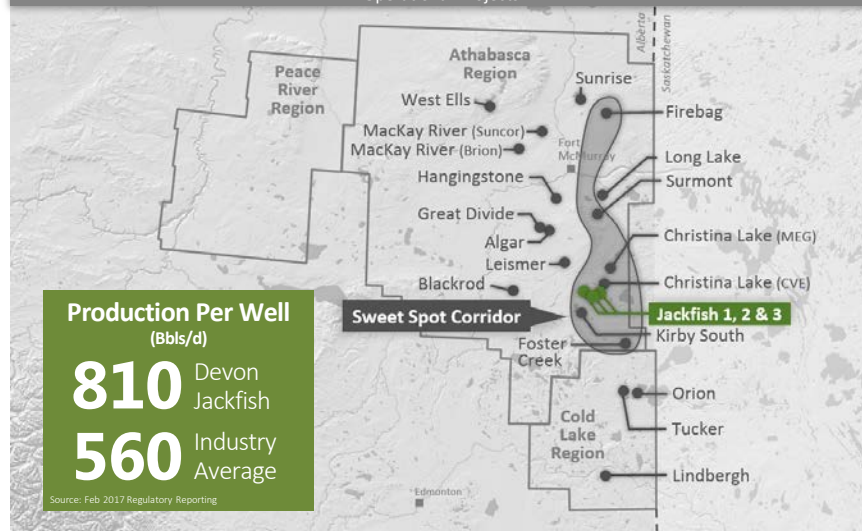 Alberta
Saskatchewan
Peace
River
Region
Athabasca
Region
Sunrise
West Ells
Firebag
MacKay River (Suncor)
MacKay River (Brion)
Fort
McMurray
Long Lake
Hangingstone
Surmont
Great Divide
Algar
Christina Lake (MEG)
Leismer
Blackrod
Christina Lake (CVE)
Sweet Spot Corridor
Jackfish 1, 2 & 3
Kirby South
Foster
Creek
Orion
Cold
Lake
Region
Tucker
Lindbergh
Edmonton
Production Per Well
(Bbls/d)
810 Devon
Jackfish
560 Industry
Average
Source: Feb 2017 Regulatory Reporting